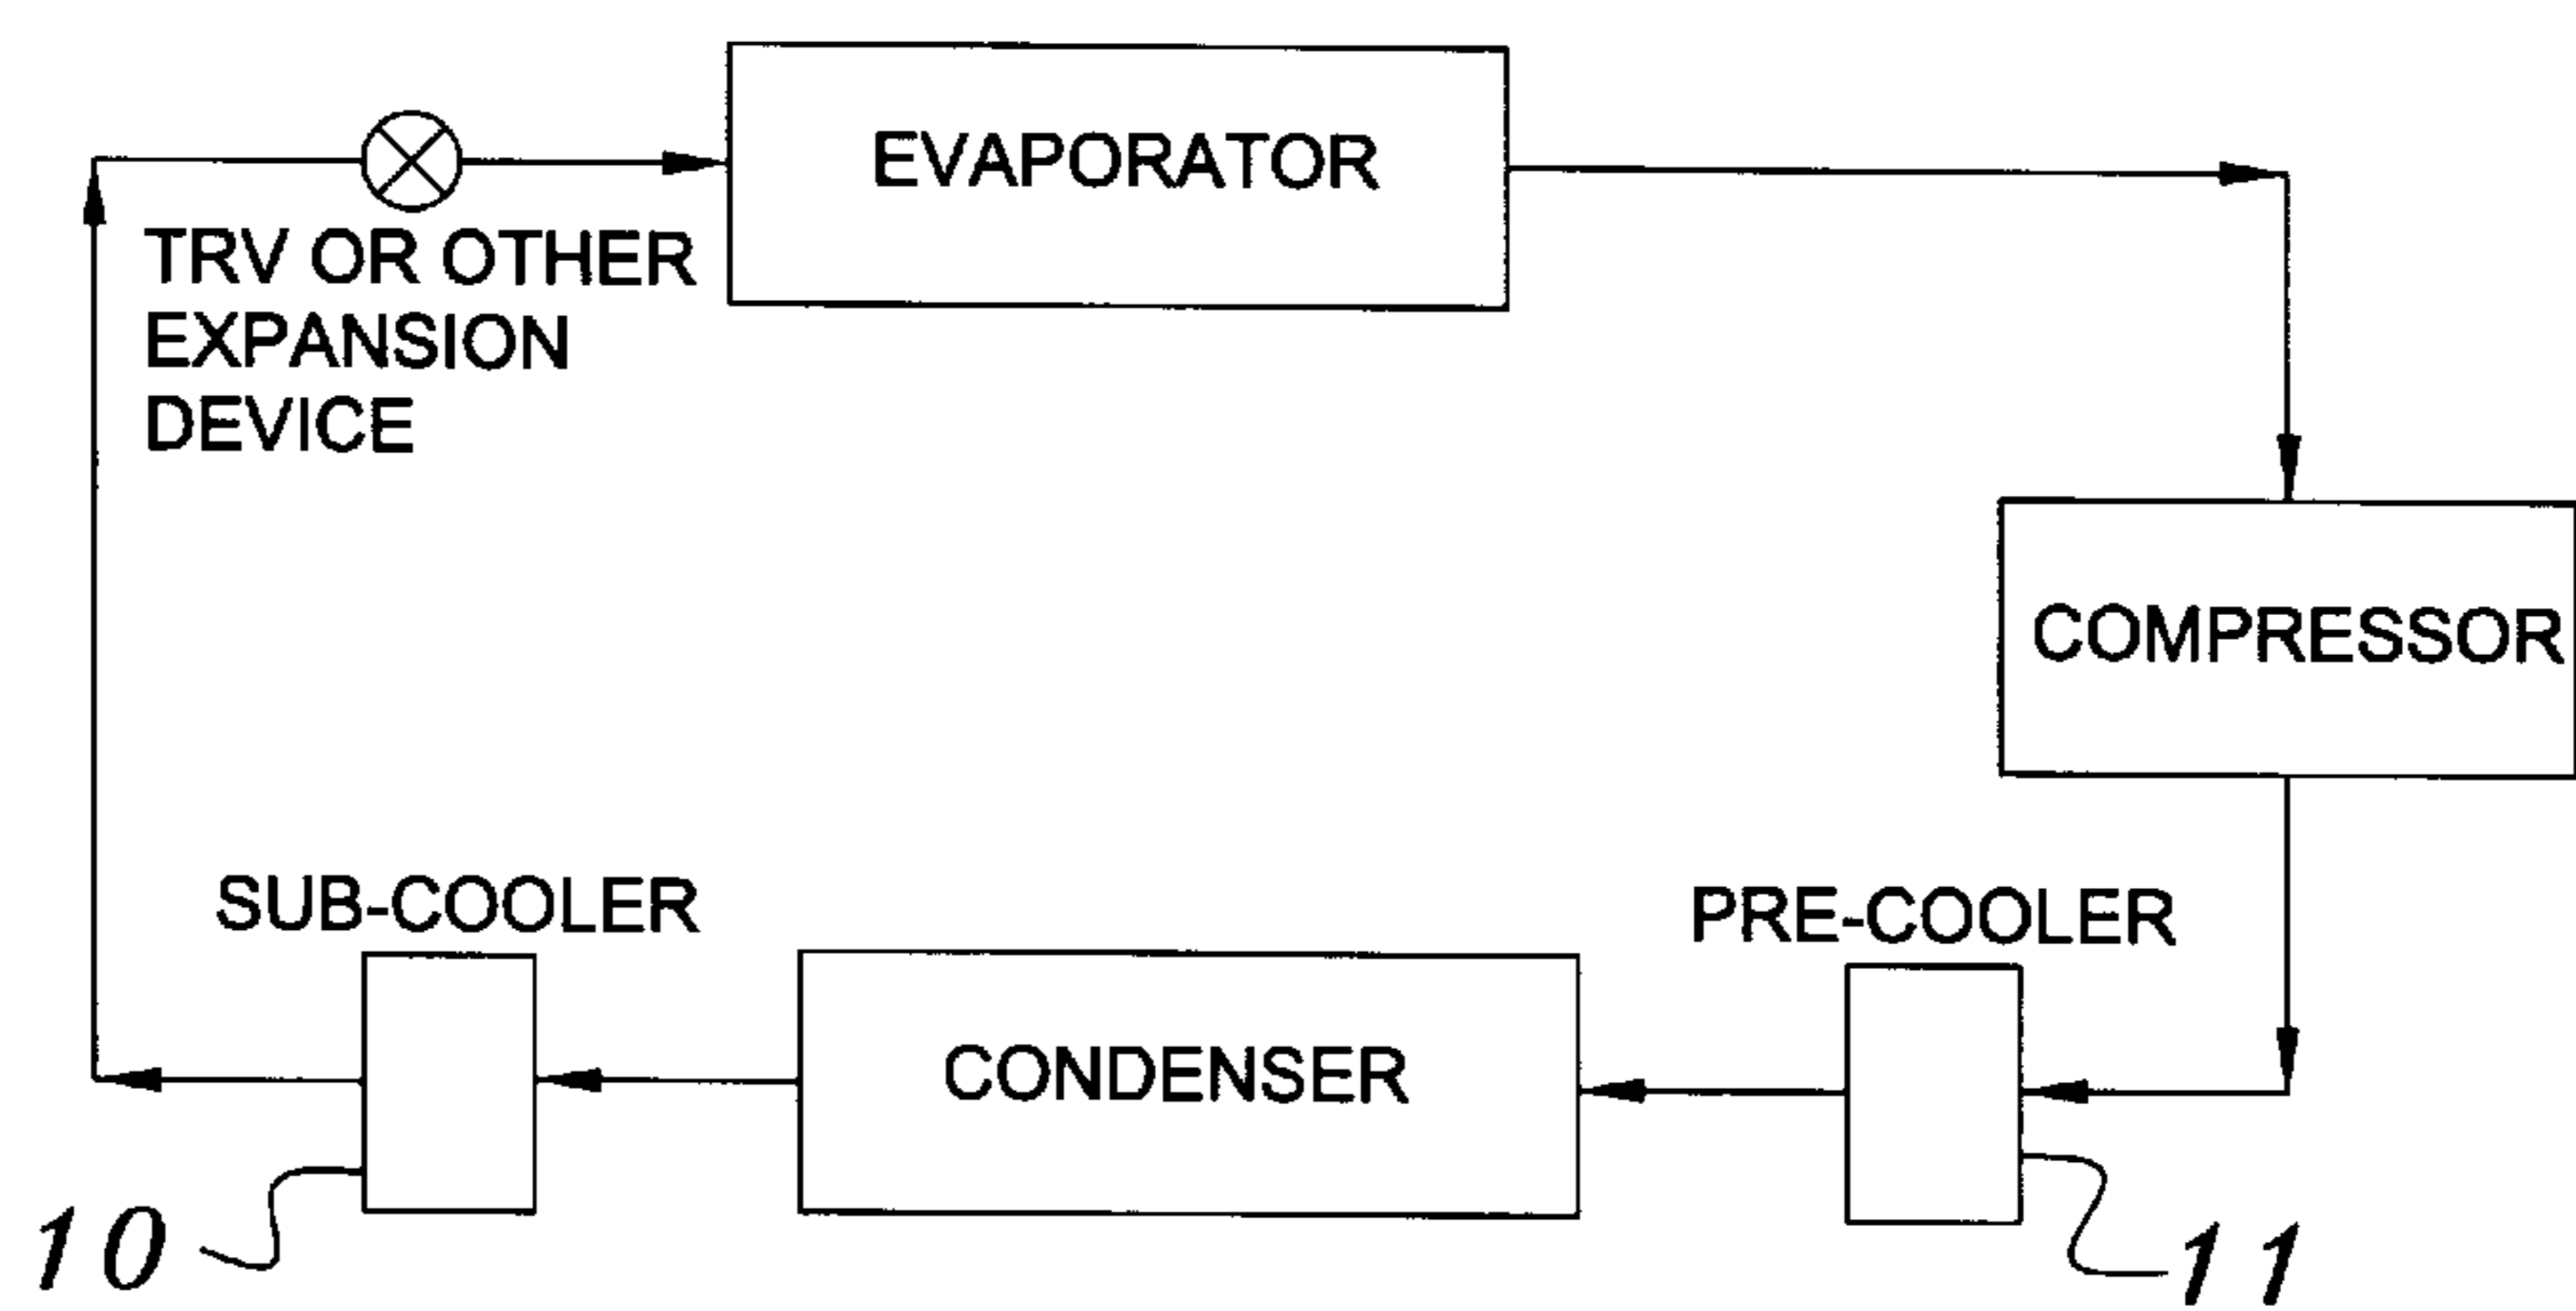 EVAPORATOR
TRV OR OTHER
EXPANSION
DEVICE
COMPRESSOR
SUB-COOLER
PRE-COOLER
CONDENSER
10
11